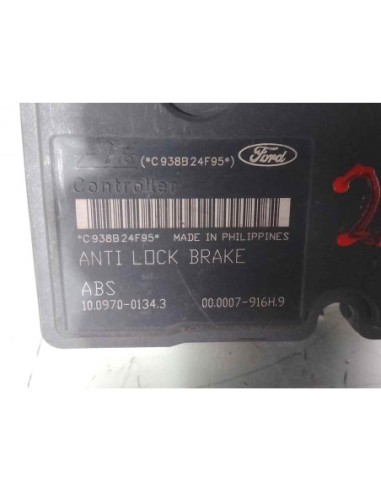 (*C938B24F95*) Ford
Controller
*C938B24F95* MADE IN PHILIPPINES
ANTI LOCK BRAKE
ABS
10.0970-0134.3 00.0007-916H.9
2